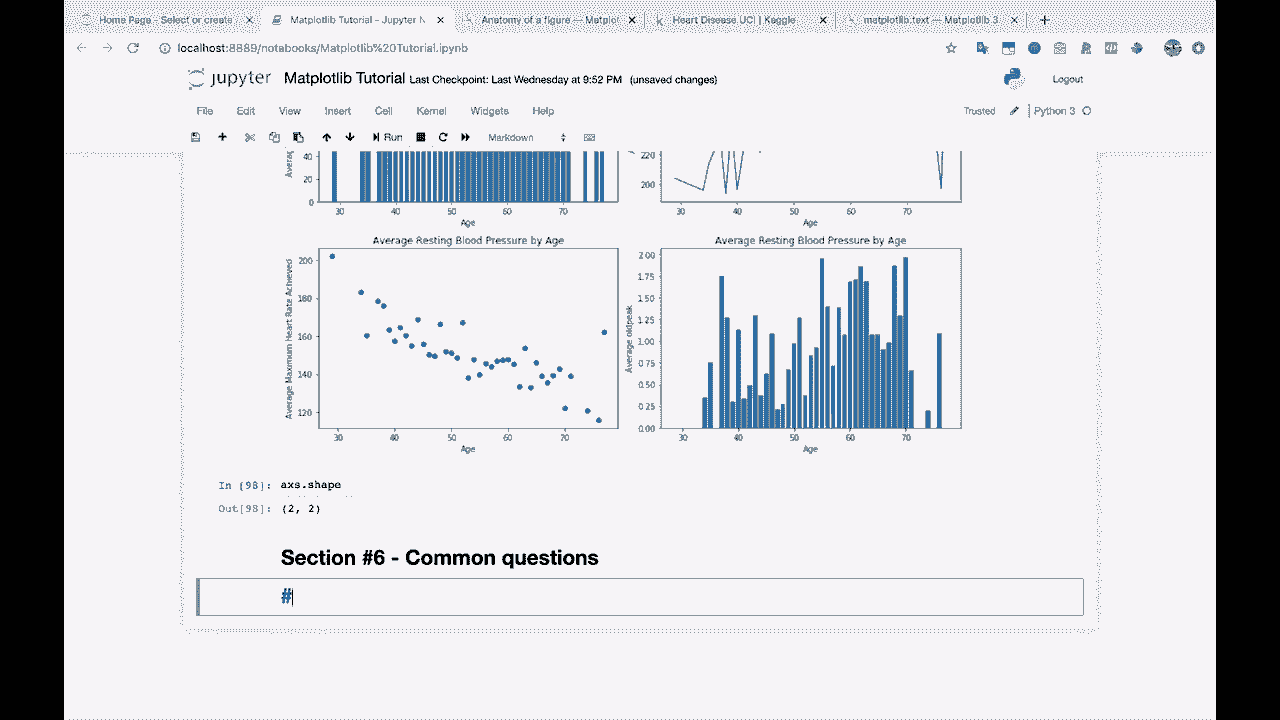 Home Page - Select or create
Matplotlib Tutorial - Jupyter N
Anatomy of a figure — Matplot
Heart Disease UCI | Kaggle
matplotlib.text — Matplotlib 3
localhost:8889/notebooks/Matplotlib%20Tutorial.ipynb
jupyter Matplotlib Tutorial Last Checkpoint: Last Wednesday at 9:52 PM (unsaved changes)
Logout
File Edit View Insert Cell Kernel Widgets Help
Trusted Python 3
Run Markdown
40
20
0
30 40 50 60 70
Age
220
200
30 40 50 60 70
Age
Average Resting Blood Pressure by Age
Average Maximum Heart Rate Achieved
200
180
160
140
120
30 40 50 60 70
Age
Average Resting Blood Pressure by Age
Average oldpeak
2.00
1.75
1.50
1.25
1.00
0.75
0.50
0.25
0.00
30 40 50 60 70
Age
In [98]: axs.shape
Out[98]: (2, 2)
Section #6 - Common questions
#